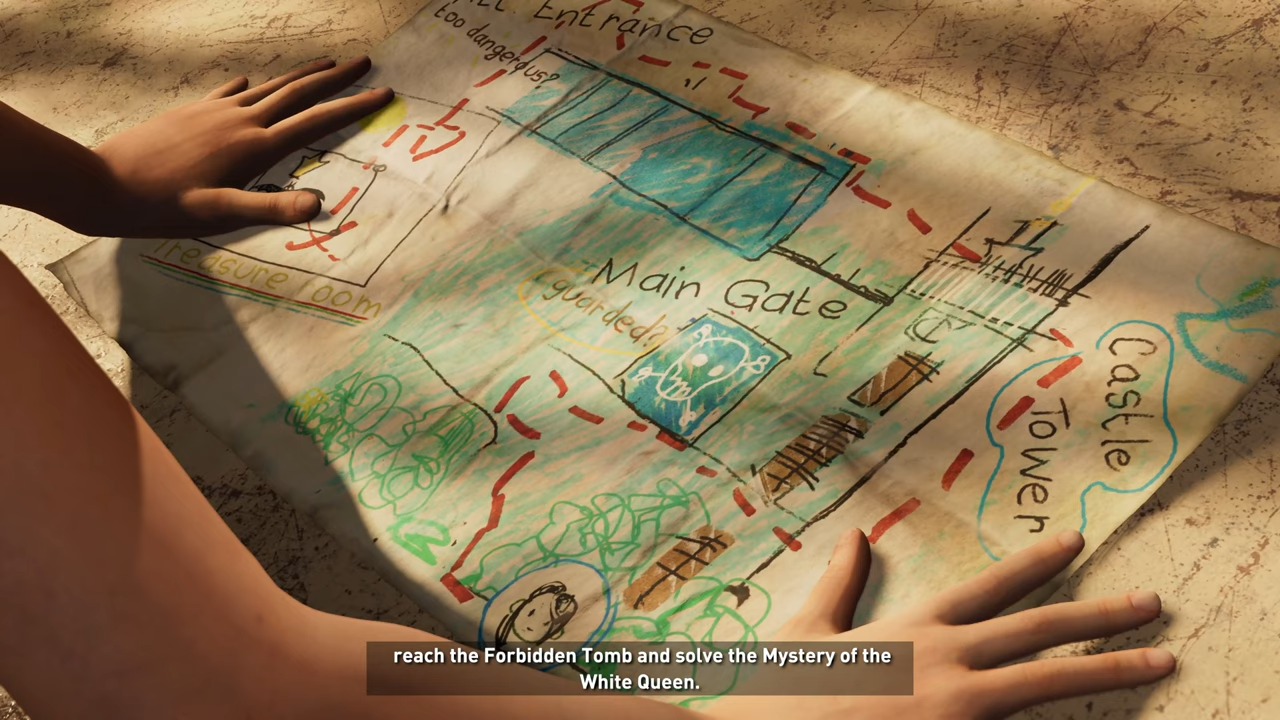 Entrance
too dangerous?
Treasure room
Main Gate
guarded?
Castle
Tower
reach the Forbidden Tomb and solve the Mystery of the
White Queen.